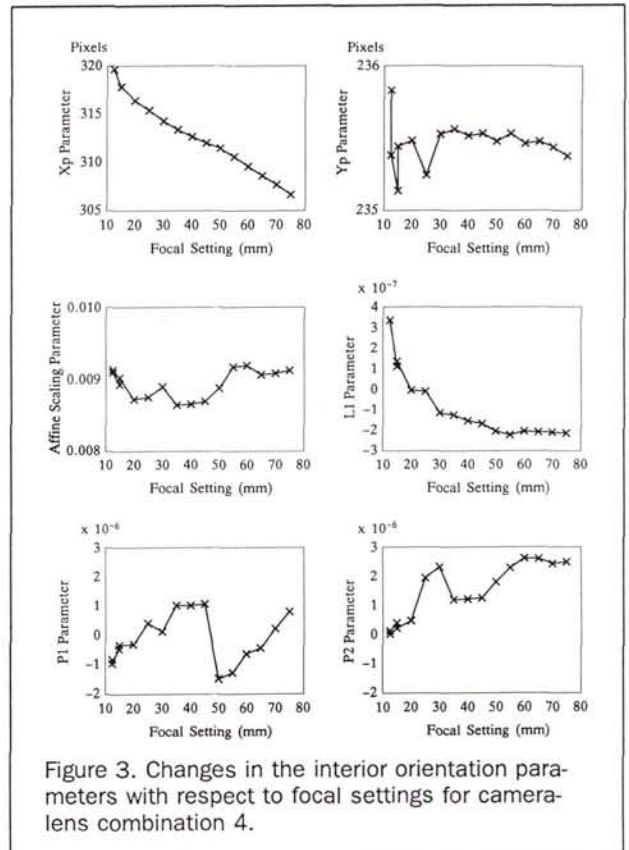 Pixels
320
315
310
305
Xp Parameter
10 20 30 40 50 60 70 80
Focal Setting (mm)
Pixels
236
235
Yp Parameter
10 20 30 40 50 60 70 80
Focal Setting (mm)
0.010
0.009
0.008
Affine Scaling Parameter
10 20 30 40 50 60 70 80
Focal Setting (mm)
x 10⁻⁷
4
3
2
1
0
-1
-2
-3
L1 Parameter
10 20 30 40 50 60 70 80
Focal Setting (mm)
x 10⁻⁶
3
2
1
0
-1
-2
P1 Parameter
10 20 30 40 50 60 70 80
Focal Setting (mm)
x 10⁻⁶
3
2
1
0
-1
-2
P2 Parameter
10 20 30 40 50 60 70 80
Focal Setting (mm)
Figure 3. Changes in the interior orientation para-
meters with respect to focal settings for camera-
lens combination 4.